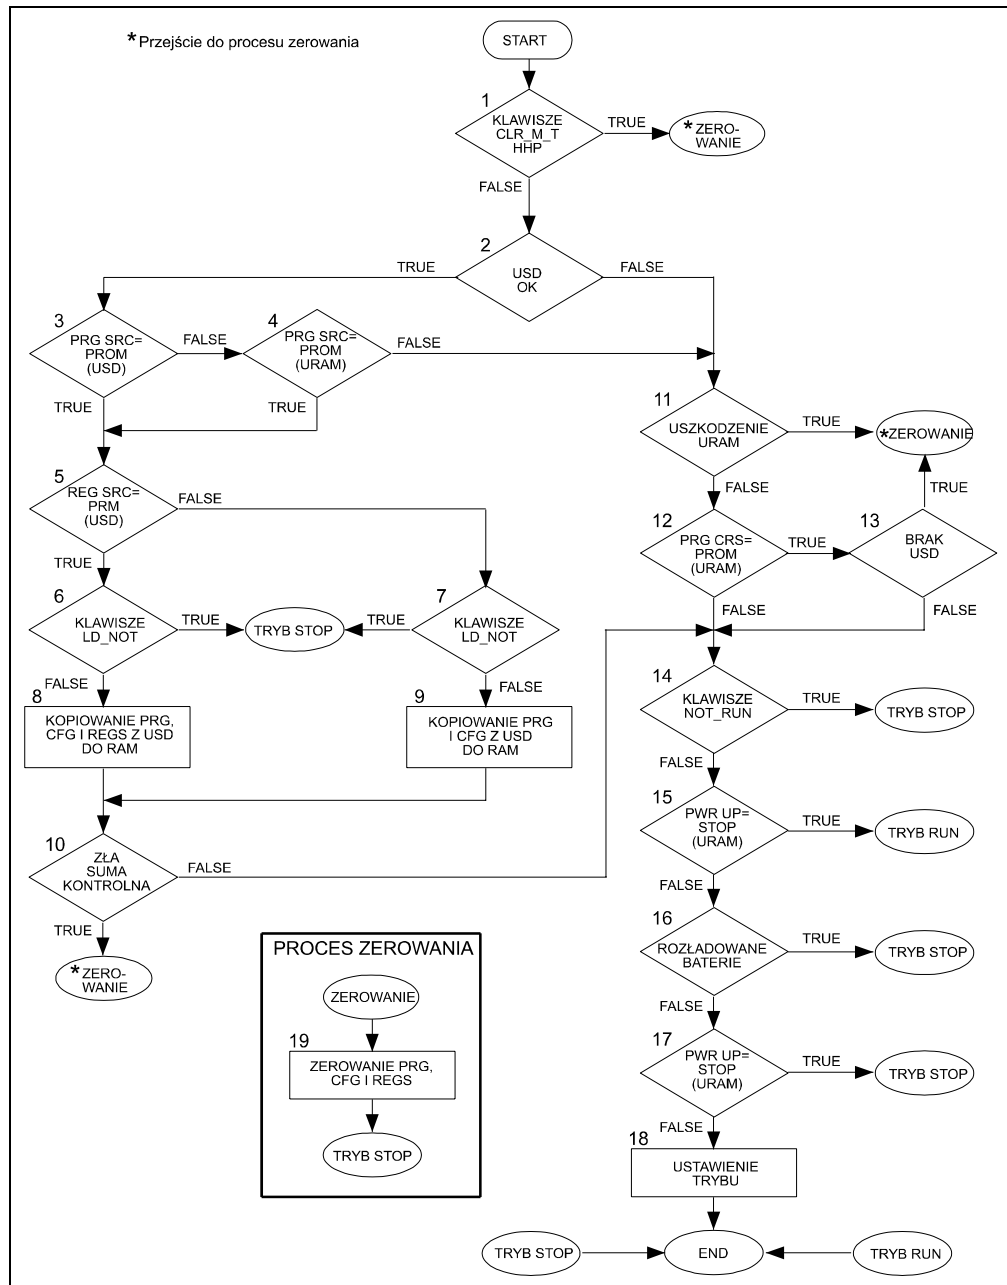 *Przejście do procesu zerowania
START
1
KLAWISZE
CLR_M_T
HHP
TRUE
*ZERO-
WANIE
FALSE
2
USD
OK
TRUE
FALSE
3
PRG SRC=
PROM
(USD)
FALSE
4
PRG SRC=
PROM
(URAM)
FALSE
TRUE
TRUE
11
USZKODZENIE
URAM
TRUE
*ZEROWANIE
FALSE
TRUE
5
REG SRC=
PRM
(USD)
FALSE
TRUE
12
PRG CRS=
PROM
(URAM)
TRUE
13
BRAK
USD
FALSE
FALSE
6
KLAWISZE
LD_NOT
TRUE
TRYB STOP
TRUE
7
KLAWISZE
LD_NOT
FALSE
FALSE
8
KOPIOWANIE PRG,
CFG I REGS Z USD
DO RAM
9
KOPIOWANIE PRG
I CFG Z USD
DO RAM
14
KLAWISZE
NOT_RUN
TRUE
TRYB STOP
FALSE
15
PWR UP=
STOP
(URAM)
TRUE
TRYB RUN
FALSE
10
ZŁA
SUMA
KONTROLNA
FALSE
TRUE
*ZERO-
WANIE
16
ROZŁADOWANE
BATERIE
TRUE
TRYB STOP
FALSE
17
PWR UP=
STOP
(URAM)
TRUE
TRYB STOP
FALSE
18
USTAWIENIE
TRYBU
PROCES ZEROWANIA
ZEROWANIE
19
ZEROWANIE PRG,
CFG I REGS
TRYB STOP
TRYB STOP
END
TRYB RUN